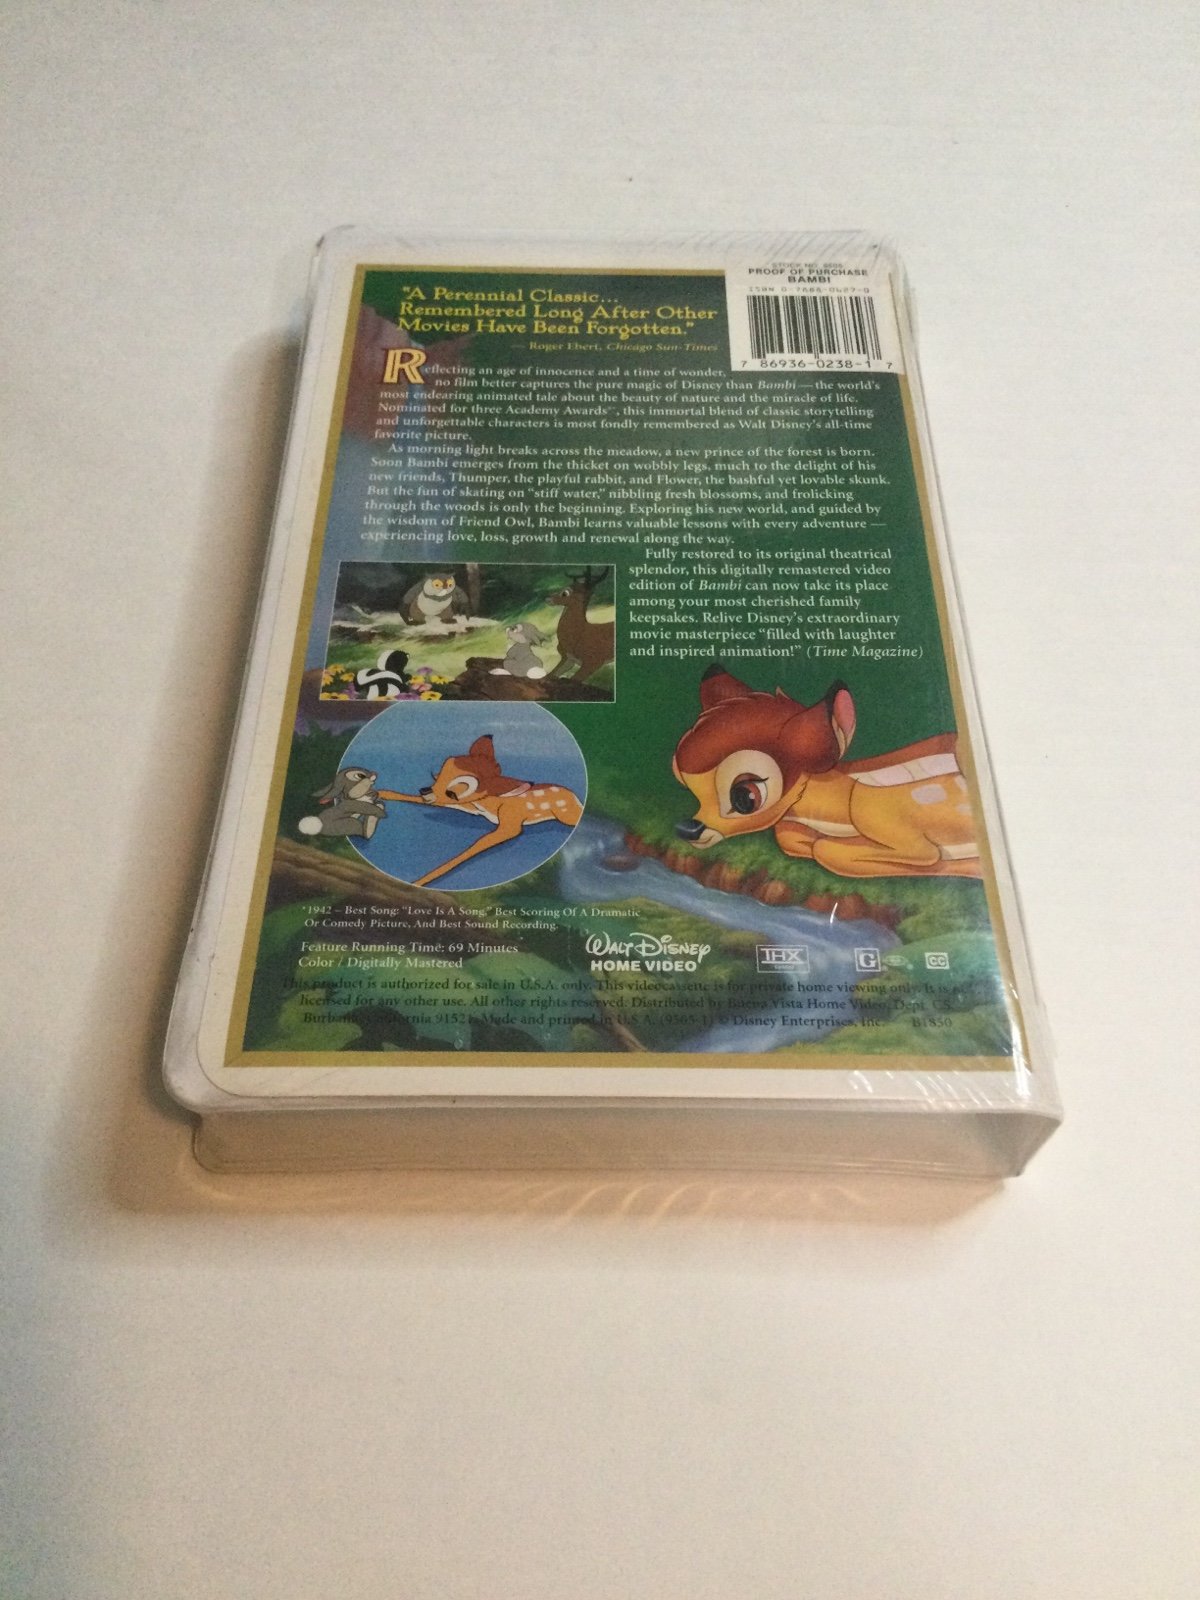 "A Perennial Classic...
Remembered Long After Other
Movies Have Been Forgotten."
— Roger Ebert, Chicago Sun-Times
STOCK NO. 9505
PROOF OF PURCHASE
BAMBI
7 86936-0238-1 7
Reflecting an age of innocence and a time of wonder,
no film better captures the pure magic of Disney than Bambi — the world's
most endearing animated tale about the beauty of nature and the miracle of life.
Nominated for three Academy Awards®*, this immortal blend of classic storytelling
and unforgettable characters is most fondly remembered as Walt Disney's all-time
favorite picture.
As morning light breaks across the meadow, a new prince of the forest is born.
Soon Bambi emerges from the thicket on wobbly legs, much to the delight of his
new friends, Thumper, the playful rabbit, and Flower, the bashful yet lovable skunk.
But the fun of skating on "stiff water," nibbling fresh blossoms, and frolicking
through the woods is only the beginning. Exploring his new world, and guided by
the wisdom of Friend Owl, Bambi learns valuable lessons with every adventure —
experiencing love, loss, growth and renewal along the way.
Fully restored to its original theatrical
splendor, this digitally remastered video
edition of Bambi can now take its place
among your most cherished family
keepsakes. Relive Disney's extraordinary
movie masterpiece "filled with laughter
and inspired animation!" (Time Magazine)
*1942 – Best Song: "Love Is A Song," Best Scoring Of A Dramatic
Or Comedy Picture, And Best Sound Recording.
Feature Running Time: 69 Minutes
Color / Digitally Mastered
WALT DISNEY
HOME VIDEO
THX
G
CC
This product is authorized for sale in U.S.A. only. This videocassette is for private home viewing only. It is not
licensed for any other use. All other rights reserved. Distributed by Buena Vista Home Video, Dept. CS,
Burbank, California 91521. Made and printed in U.S.A. (9505-1) © Disney Enterprises, Inc. B1850